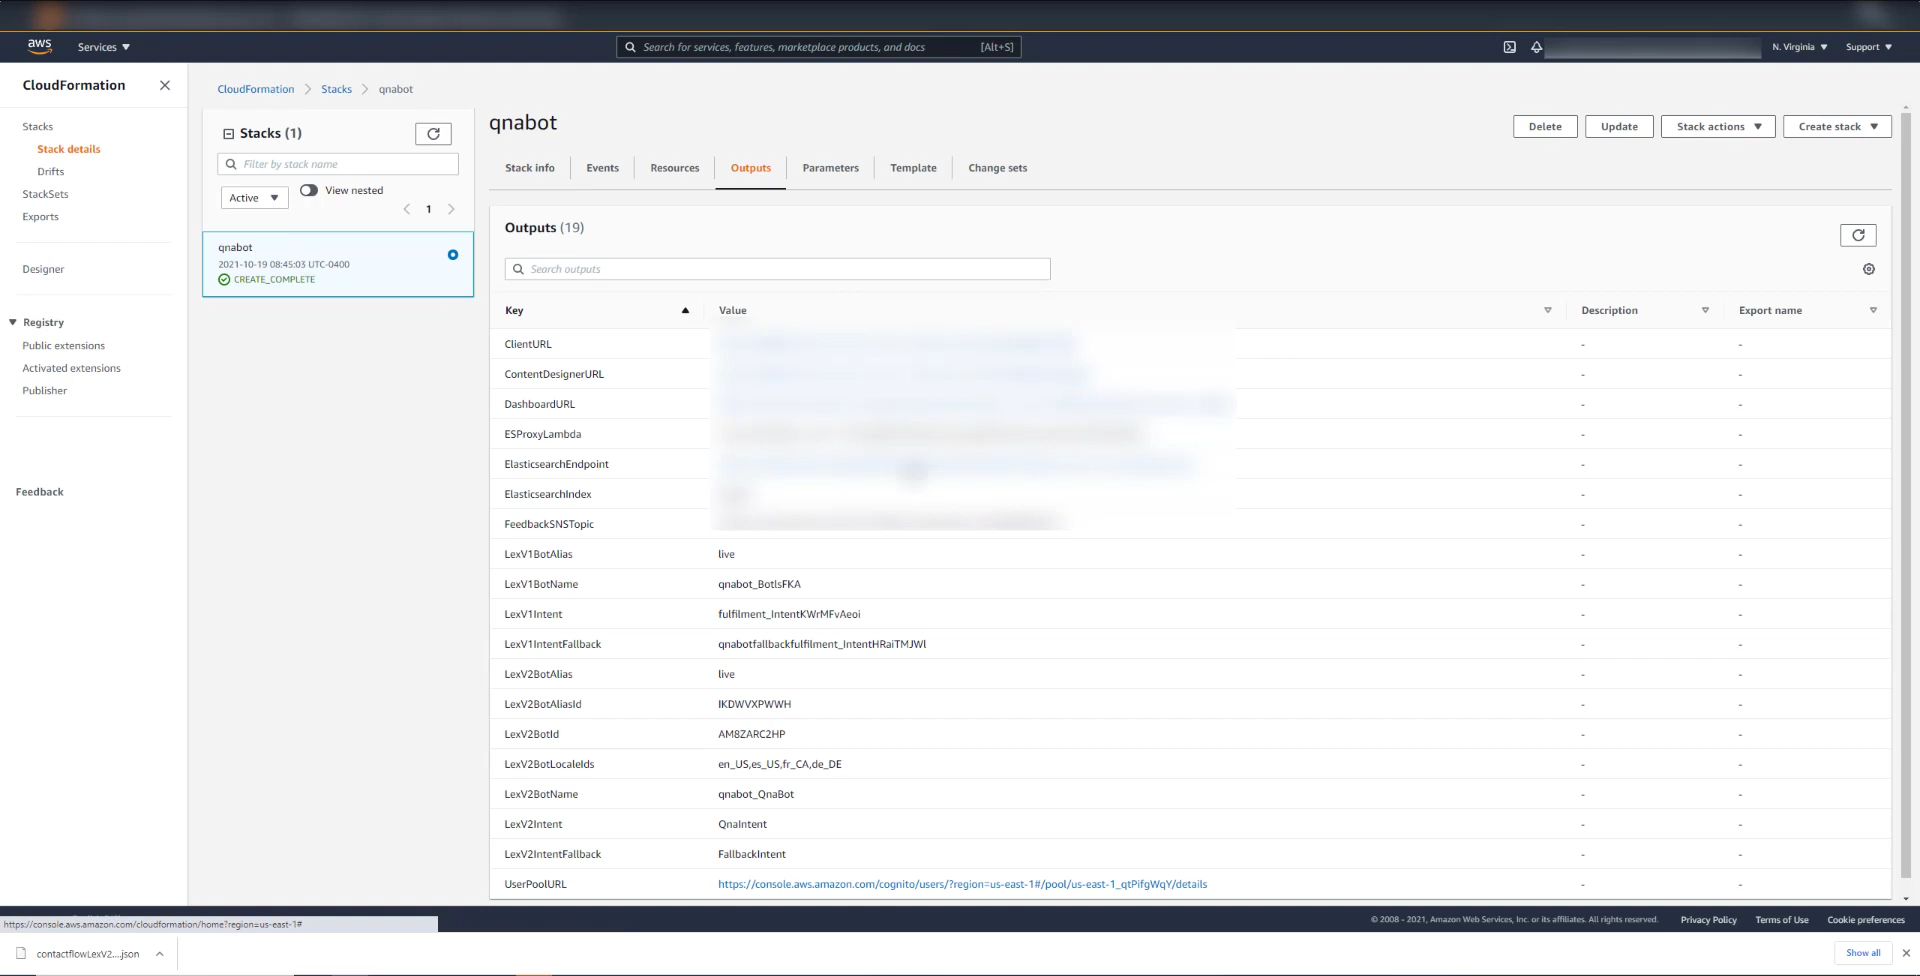 aws
Services
Search for services, features, marketplace products, and docs
[Alt+S]
N. Virginia
Support
CloudFormation
Stacks
Stack details
Drifts
StackSets
Exports
Designer
Registry
Public extensions
Activated extensions
Publisher
Feedback
CloudFormation
Stacks
qnabot
Stacks (1)
Filter by stack name
Active
View nested
1
qnabot
2021-10-19 08:45:03 UTC-0400
CREATE_COMPLETE
qnabot
Delete
Update
Stack actions
Create stack
Stack info
Events
Resources
Outputs
Parameters
Template
Change sets
Outputs (19)
Search outputs
Key
Value
Description
Export name
ClientURL - -
ContentDesignerURL - -
DashboardURL - -
ESProxyLambda - -
ElasticsearchEndpoint - -
ElasticsearchIndex - -
FeedbackSNSTopic - -
LexV1BotAlias live - -
LexV1BotName qnabot_BotlsFKA - -
LexV1Intent fulfilment_IntentKWrMFvAeoi - -
LexV1IntentFallback qnabotfallbackfulfilment_IntentHRaiTMJWl - -
LexV2BotAlias live - -
LexV2BotAliasId IKDWVXPWWH - -
LexV2BotId AM8ZARC2HP - -
LexV2BotLocaleIds en_US,es_US,fr_CA,de_DE - -
LexV2BotName qnabot_QnaBot - -
LexV2Intent QnaIntent - -
LexV2IntentFallback FallbackIntent - -
UserPoolURL https://console.aws.amazon.com/cognito/users/?region=us-east-1#/pool/us-east-1_qtPifgWqY/details - -
© 2008 - 2021, Amazon Web Services, Inc. or its affiliates. All rights reserved.
Privacy Policy
Terms of Use
Cookie preferences
https://console.aws.amazon.com/cloudformation/home?region=us-east-1#
contactflowLexV2....json
Show all